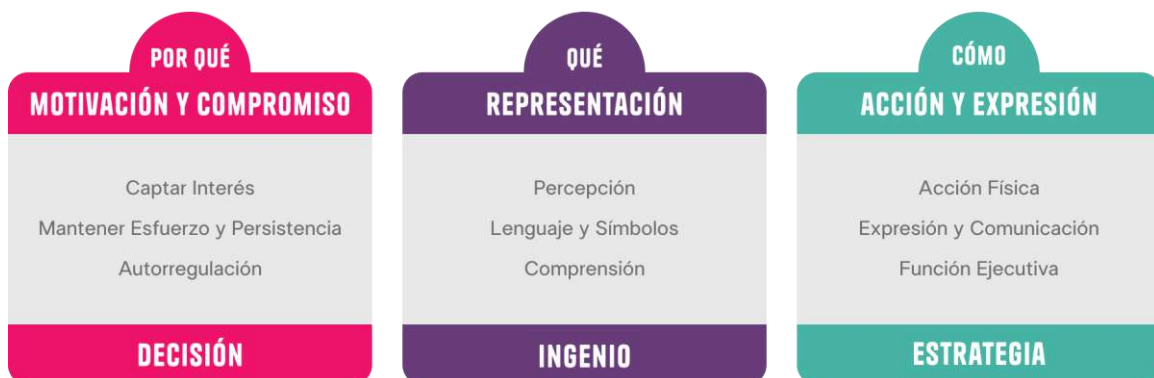 POR QUÉ
MOTIVACIÓN Y COMPROMISO
Captar Interés
Mantener Esfuerzo y Persistencia
Autorregulación
DECISIÓN
QUÉ
REPRESENTACIÓN
Percepción
Lenguaje y Símbolos
Comprensión
INGENIO
CÓMO
ACCIÓN Y EXPRESIÓN
Acción Física
Expresión y Comunicación
Función Ejecutiva
ESTRATEGIA